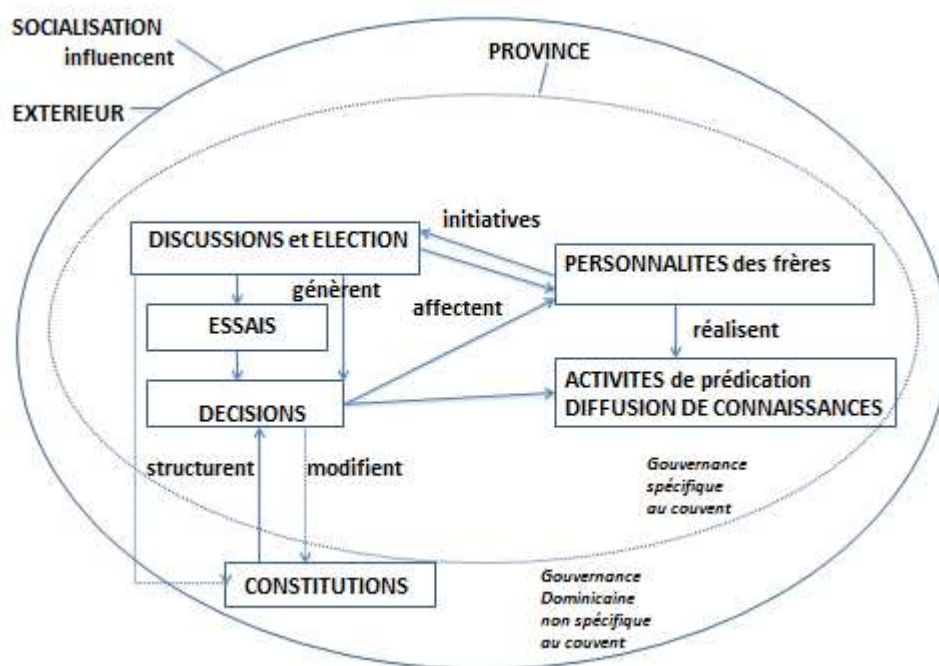 SOCIALISATION
influencent
PROVINCE
EXTERIEUR
initiatives
DISCUSSIONS et ELECTION
PERSONNALITES des frères
génèrent
affectent
ESSAIS
réalisent
ACTIVITES de prédication
DIFFUSION DE CONNAISSANCES
DECISIONS
structurent
modifient
Gouvernance
spécifique
au couvent
CONSTITUTIONS
Gouvernance
Dominicaine
non spécifique
au couvent